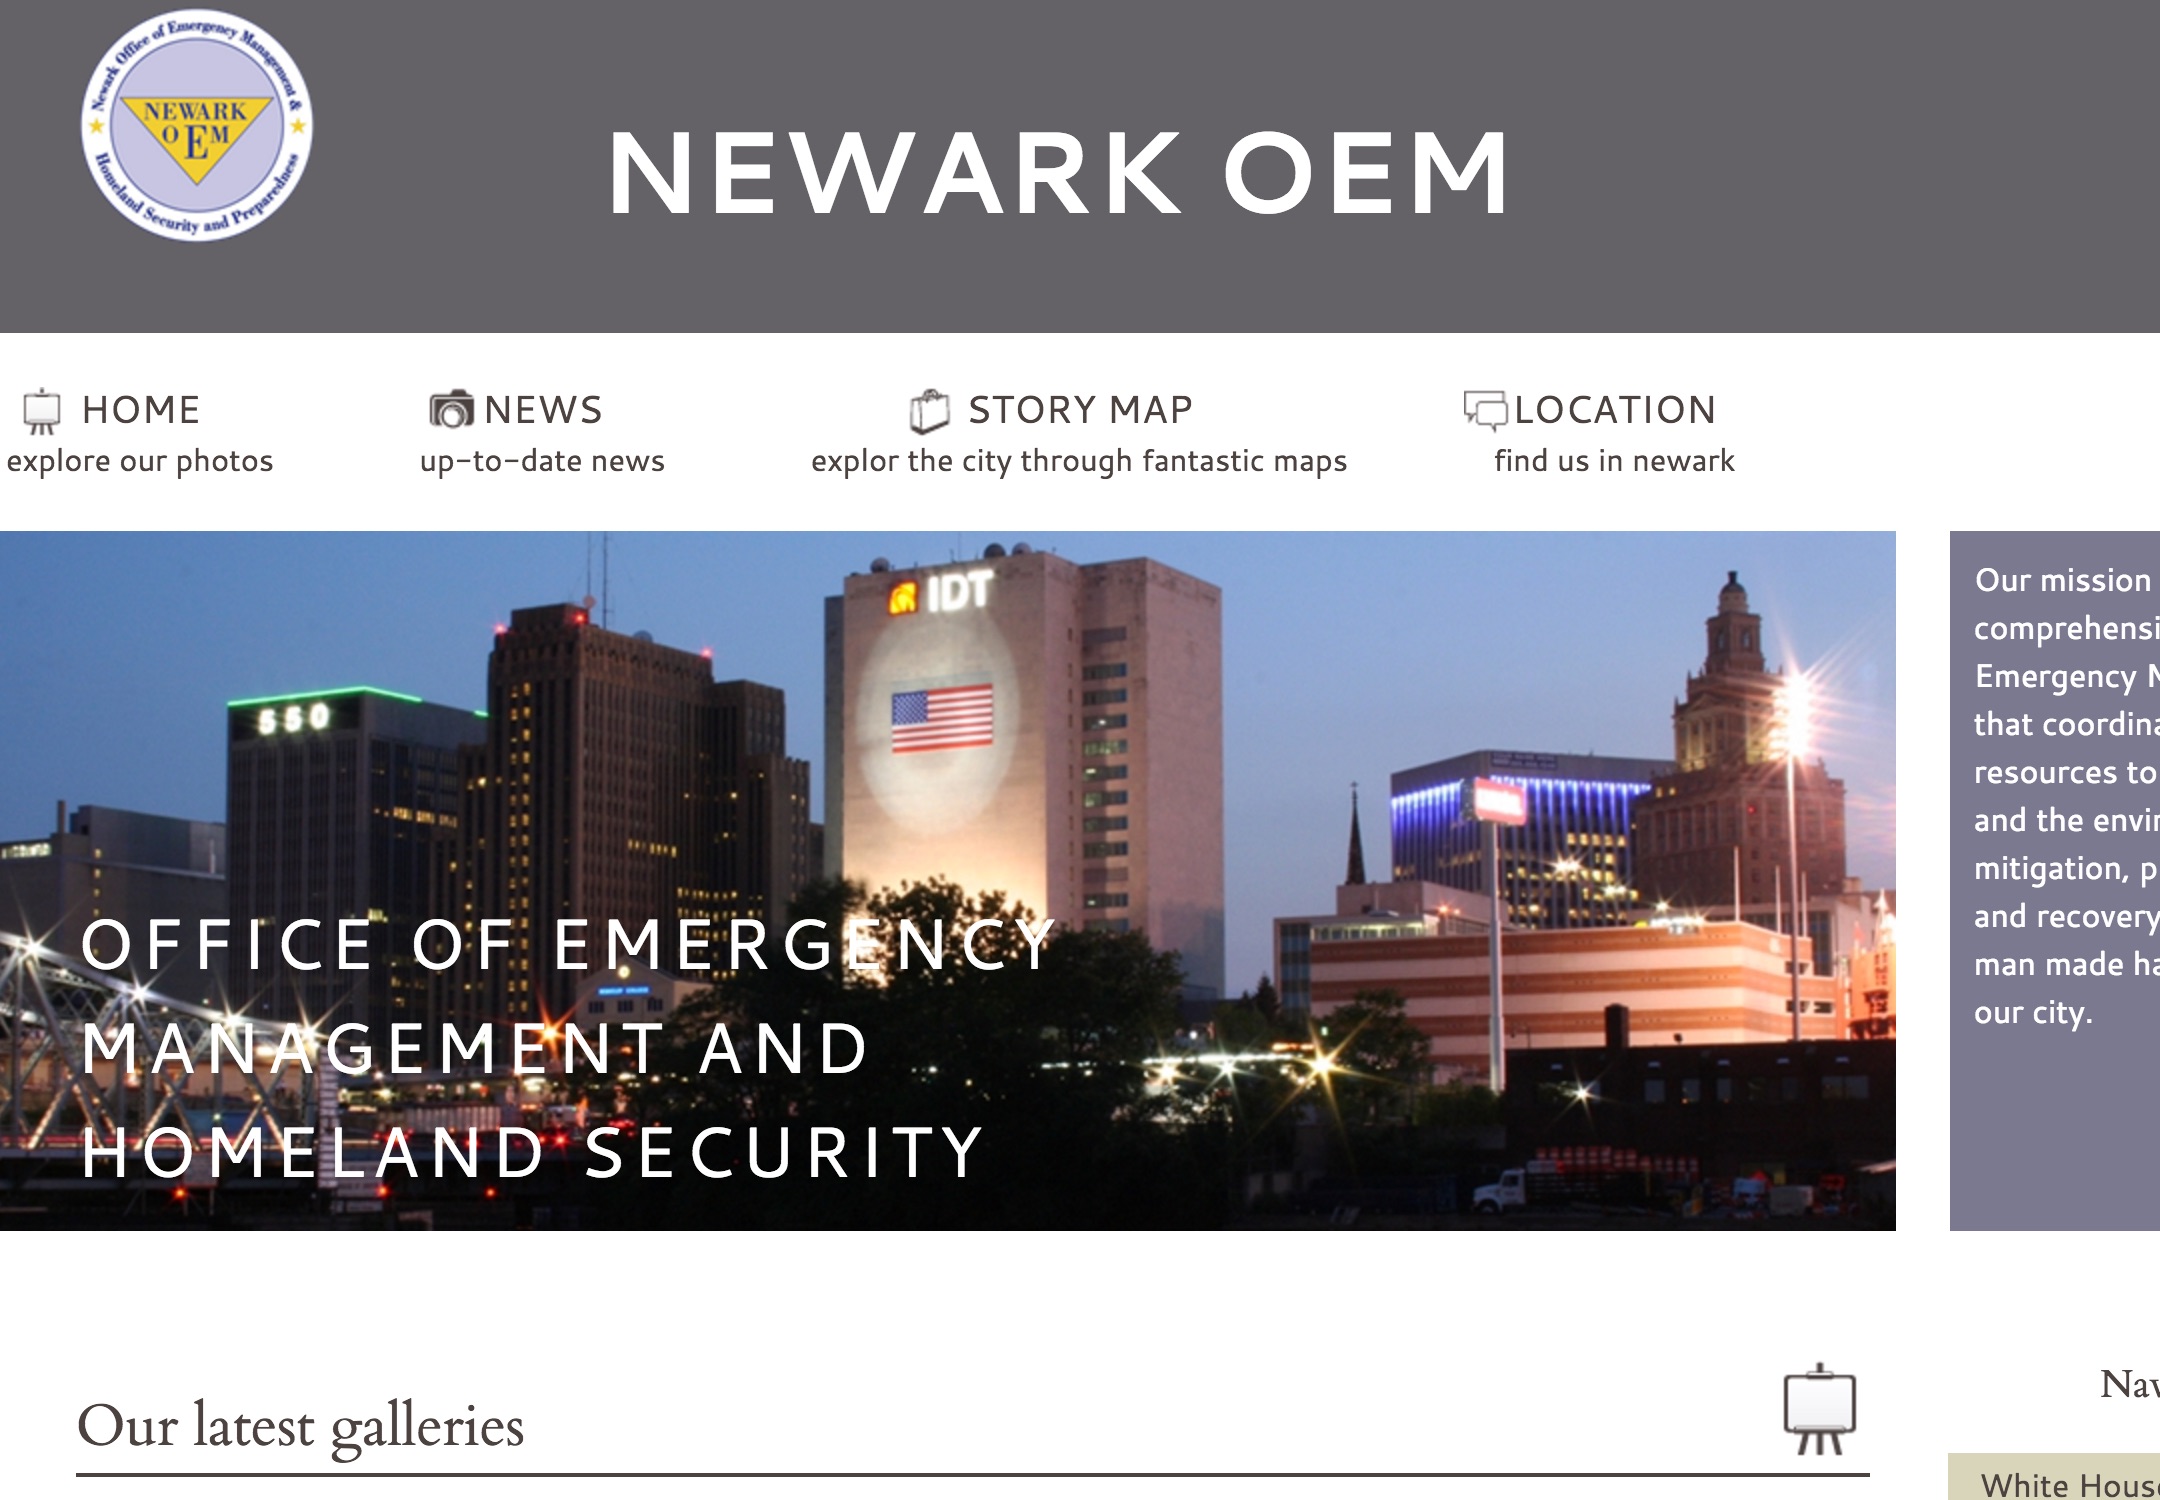 Newark Office of Emergency Management &
NEWARK
OEM
Homeland Security and Preparedness
NEWARK OEM
HOME
explore our photos
NEWS
up-to-date news
STORY MAP
explor the city through fantastic maps
LOCATION
find us in newark
550
IDT
OFFICE OF EMERGENCY
MANAGEMENT AND
HOMELAND SECURITY
Our mission
comprehensi
Emergency
that coordina
resources to
and the envir
mitigation, p
and recovery
man made ha
our city.
Our latest galleries
Nav
White House